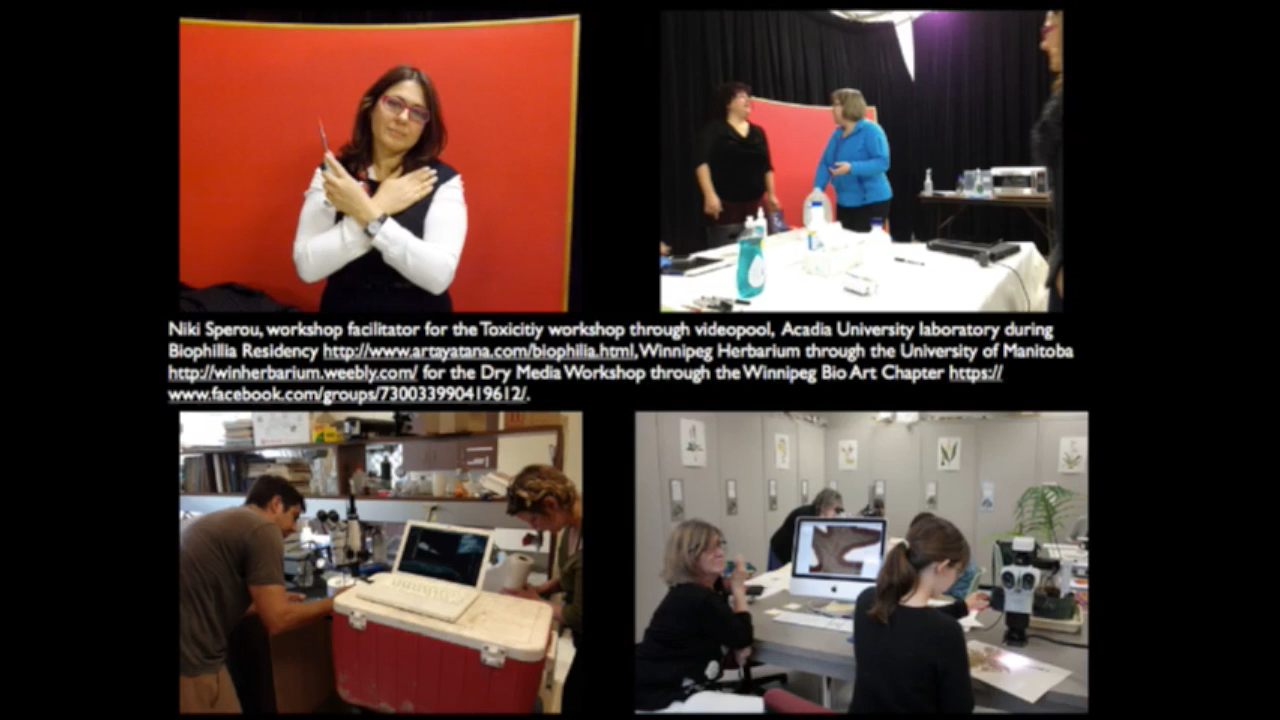 Niki Sperou, workshop facilitator for the Toxicitiy workshop through videopool, Acadia University laboratory during
Biophillia Residency http://www.artayatana.com/biophilia.html, Winnipeg Herbarium through the University of Manitoba
http://winherbarium.weebly.com/ for the Dry Media Workshop through the Winnipeg Bio Art Chapter https://
www.facebook.com/groups/730033990419612/.